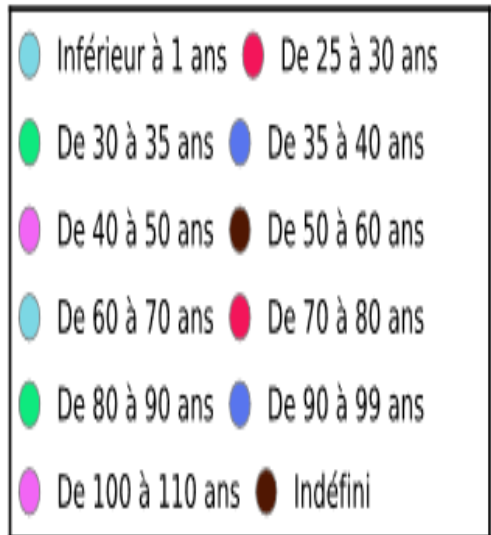 Inférieur à 1 ans De 25 à 30 ans
De 30 à 35 ans De 35 à 40 ans
De 40 à 50 ans De 50 à 60 ans
De 60 à 70 ans De 70 à 80 ans
De 80 à 90 ans De 90 à 99 ans
De 100 à 110 ans Indéfini